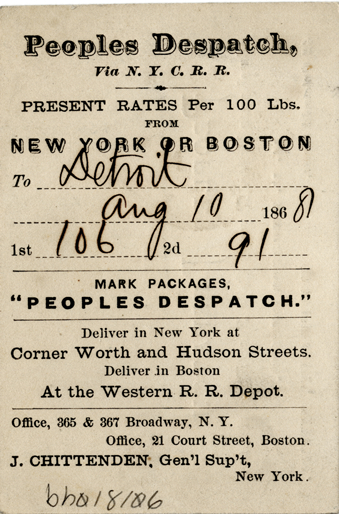 Peoples Despatch,
Via N. Y. C. R. R.
PRESENT RATES Per 100 Lbs.
FROM
NEW YORK OR BOSTON
To Detroit
Aug 10 1868
1st 106 2d 91
MARK PACKAGES,
"PEOPLES DESPATCH."
Deliver in New York at
Corner Worth and Hudson Streets.
Deliver in Boston
At the Western R. R. Depot.
Office, 365 & 367 Broadway, N. Y.
Office, 21 Court Street, Boston.
J. CHITTENDEN, Gen'l Sup't,
New York.